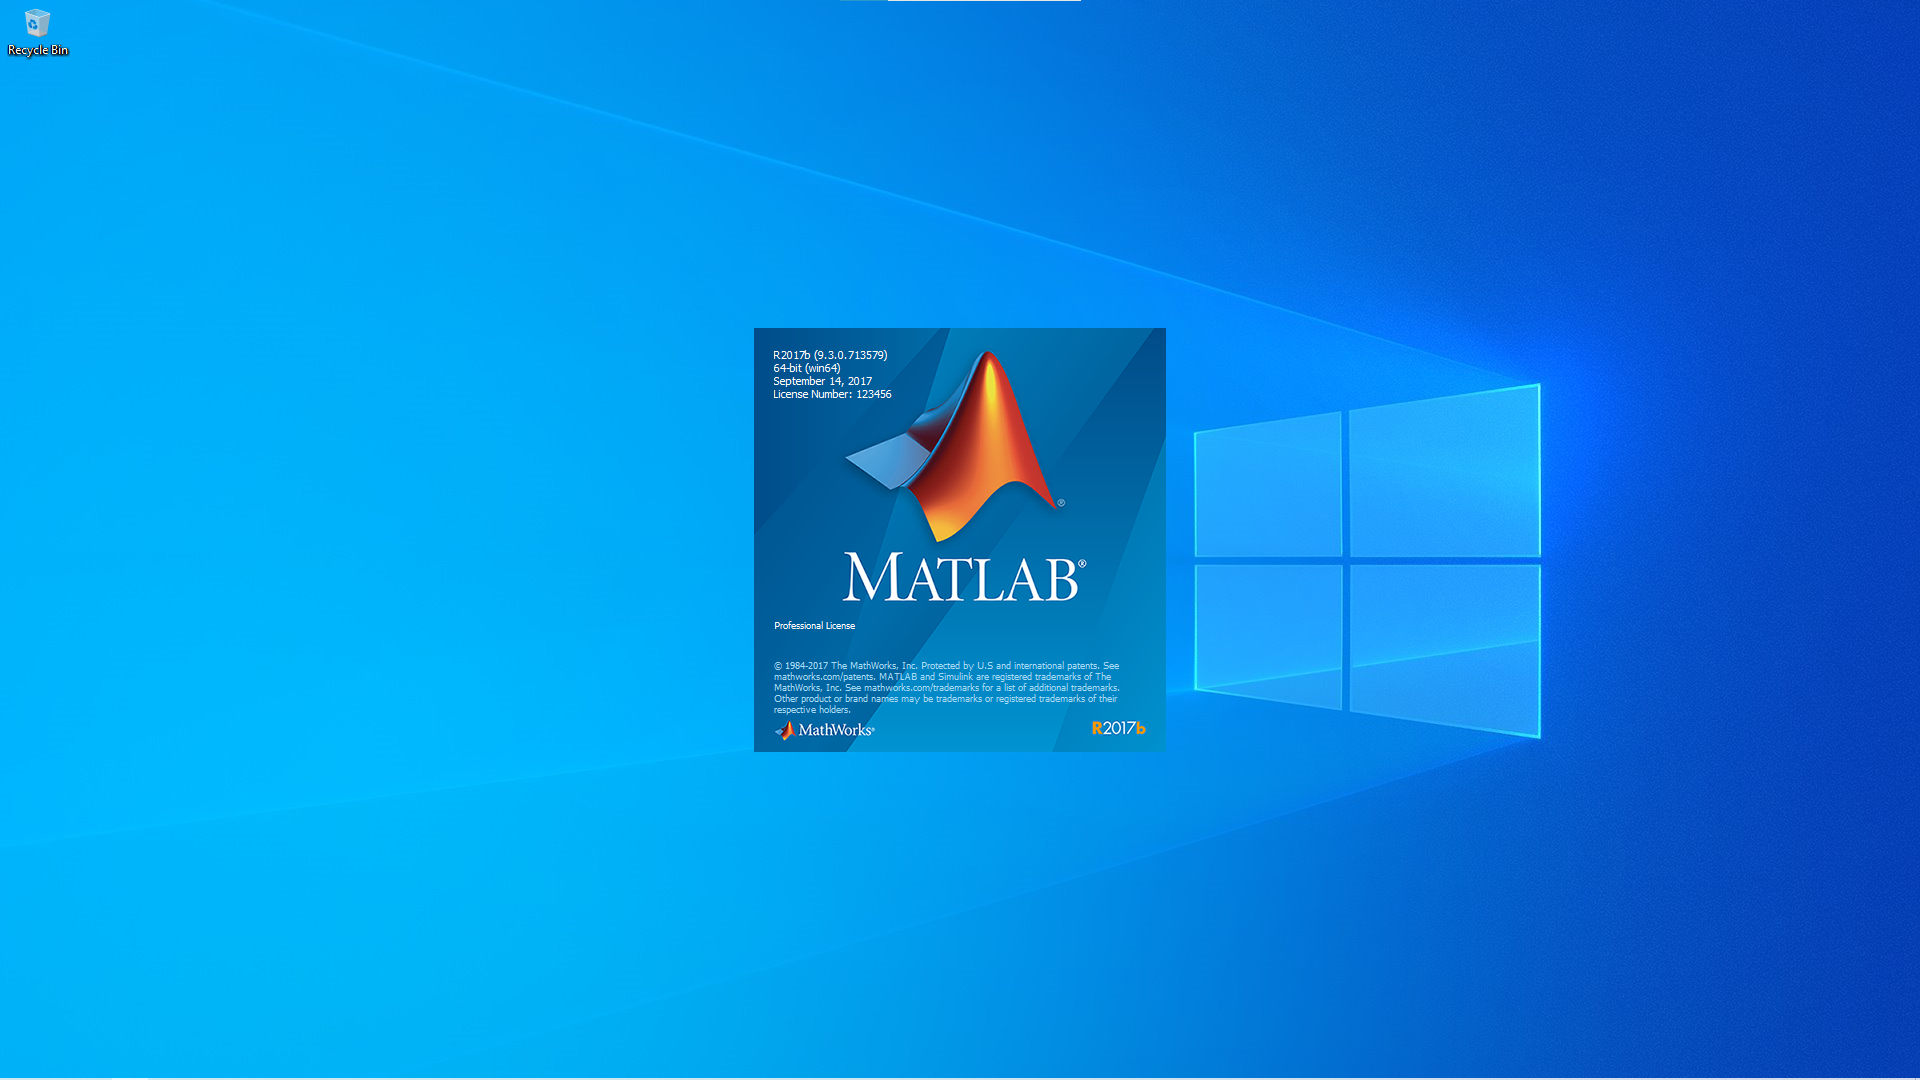 Recycle Bin
R2017b (9.3.0.713579)
64-bit (win64)
September 14, 2017
License Number: 123456
®
MATLAB®
Professional License
© 1984-2017 The MathWorks, Inc. Protected by U.S and international patents. See
mathworks.com/patents. MATLAB and Simulink are registered trademarks of The
MathWorks, Inc. See mathworks.com/trademarks for a list of additional trademarks.
Other product or brand names may be trademarks or registered trademarks of their
respective holders.
MathWorks®
R2017b